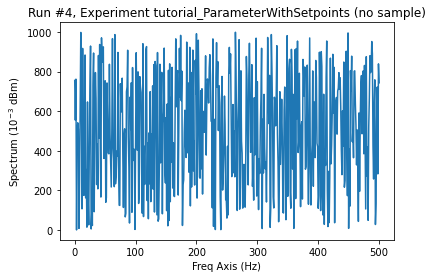 Run #4, Experiment tutorial_ParameterWithSetpoints (no sample)
1000
800
600
400
200
0
Spectrum (10⁻³ dBm)
0 100 200 300 400 500
Freq Axis (Hz)